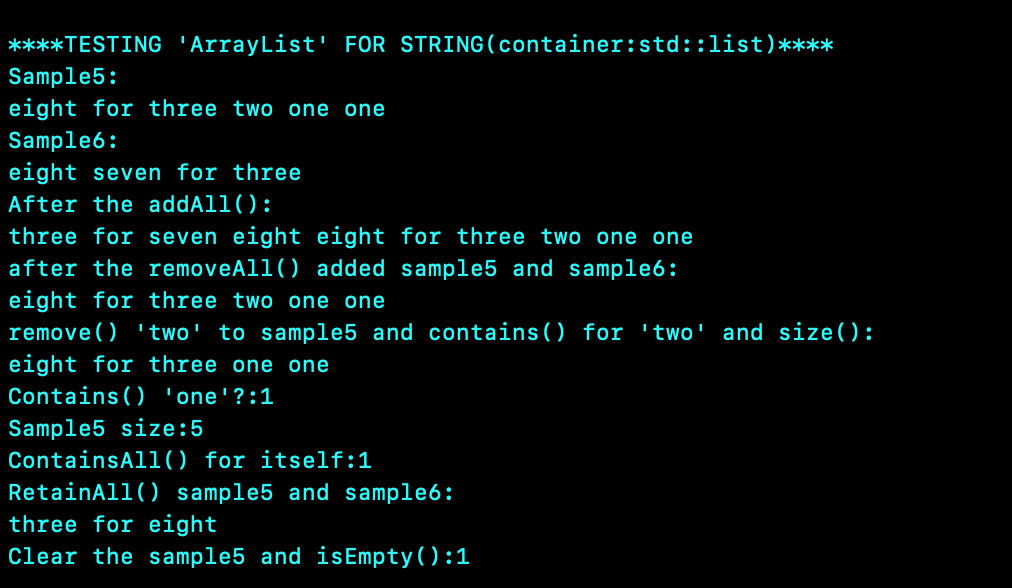 ****TESTING 'ArrayList' FOR STRING(container:std::list)****
Sample5:
eight for three two one one
Sample6:
eight seven for three
After the addAll():
three for seven eight eight for three two one one
after the removeAll() added sample5 and sample6:
eight for three two one one
remove() 'two' to sample5 and contains() for 'two' and size():
eight for three one one
Contains() 'one'?:1
Sample5 size:5
ContainsAll() for itself:1
RetainAll() sample5 and sample6:
three for eight
Clear the sample5 and isEmpty():1